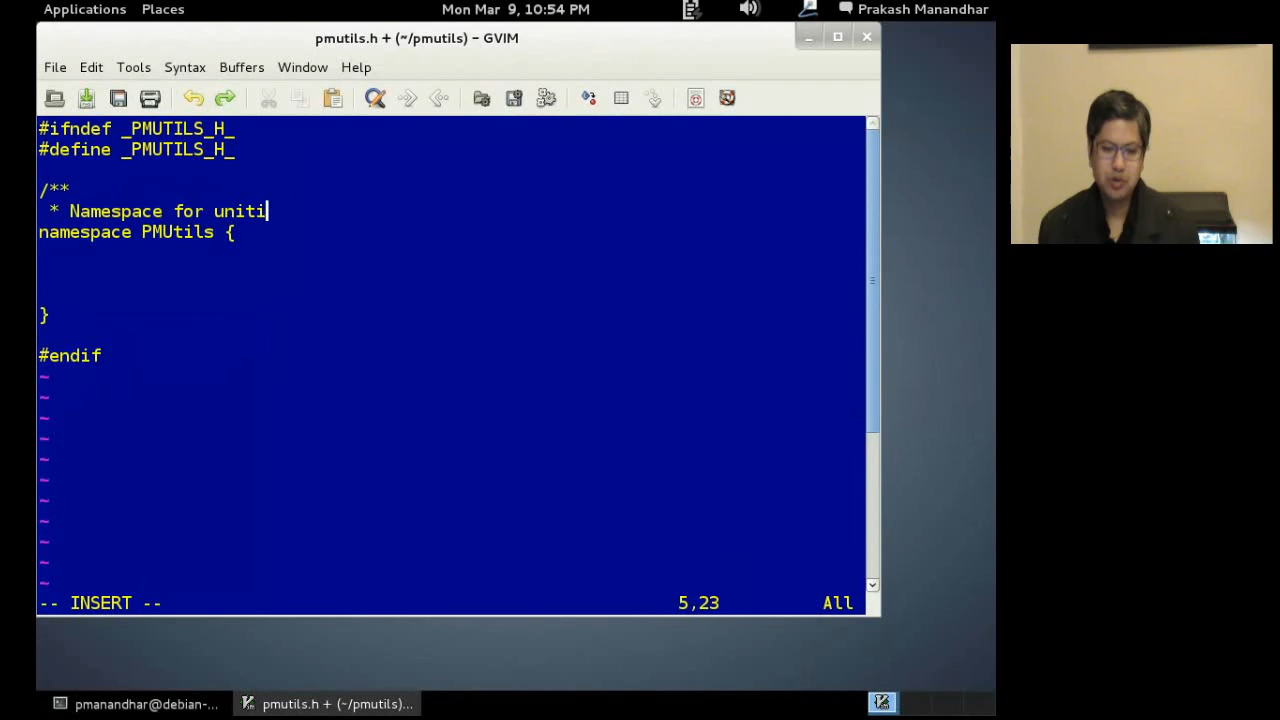 Applications Places Mon Mar 9, 10:54 PM Prakash Manandhar
pmutils.h + (~/pmutils) – GVIM
File Edit Tools Syntax Buffers Window Help
#ifndef _PMUTILS_H_
#define _PMUTILS_H_
/**
 * Namespace for uniti
namespace PMUtils {
}
#endif
~
~
~
~
~
~
~
~
~
~
~
-- INSERT -- 5,23 All
pmanandhar@debian-... pmutils.h + (~/pmutils)...